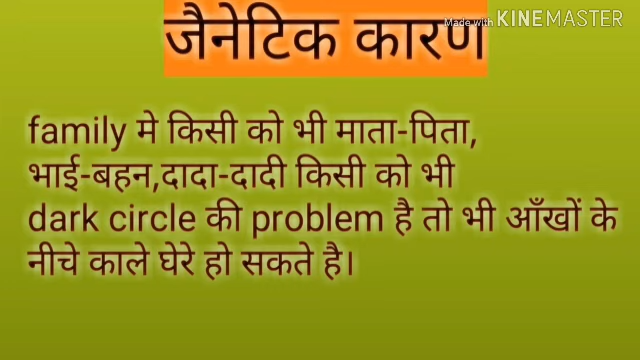 Made with KINEMASTER
जैनेटिक कारण
family मे किसी को भी माता-पिता,
भाई-बहन,दादा-दादी किसी को भी
dark circle की problem है तो भी आँखों के
नीचे काले घेरे हो सकते है।